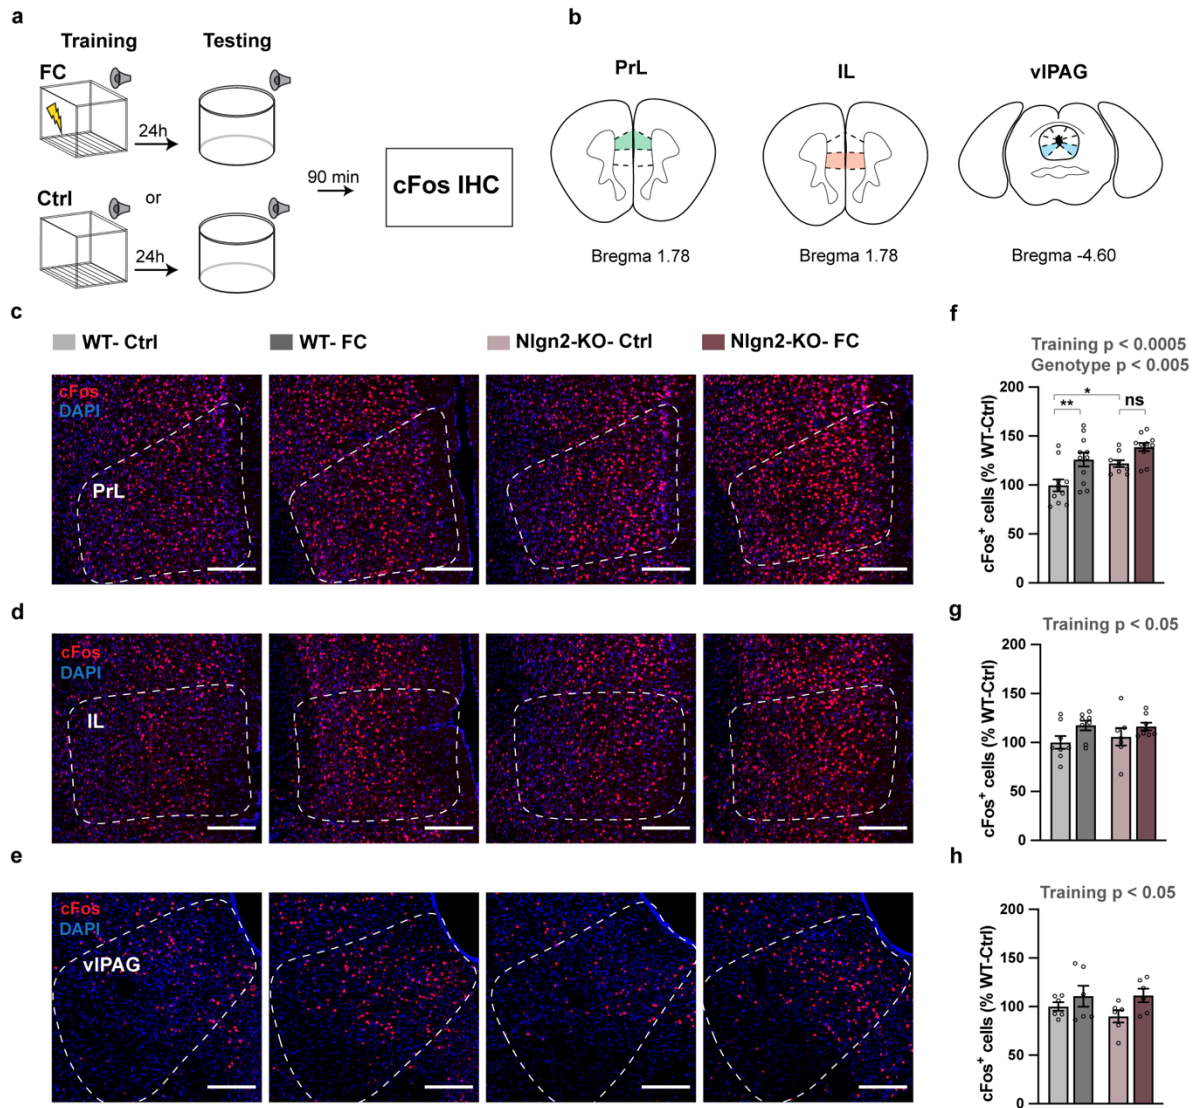 a
Training
Testing
FC
24h
Ctrl
or
24h
90 min
cFos IHC
b
PrL
IL
vlPAG
Bregma 1.78
Bregma 1.78
Bregma -4.60
c
WT- Ctrl
WT- FC
Nlgn2-KO- Ctrl
Nlgn2-KO- FC
cFos
DAPI
PrL
d
cFos
DAPI
IL
e
cFos
DAPI
vlPAG
f
Training p < 0.0005
Genotype p < 0.005
cFos⁺ cells (% WT-Ctrl)
200
150
100
50
0
*
**
ns
g
Training p < 0.05
cFos⁺ cells (% WT-Ctrl)
200
150
100
50
0
h
Training p < 0.05
cFos⁺ cells (% WT-Ctrl)
200
150
100
50
0